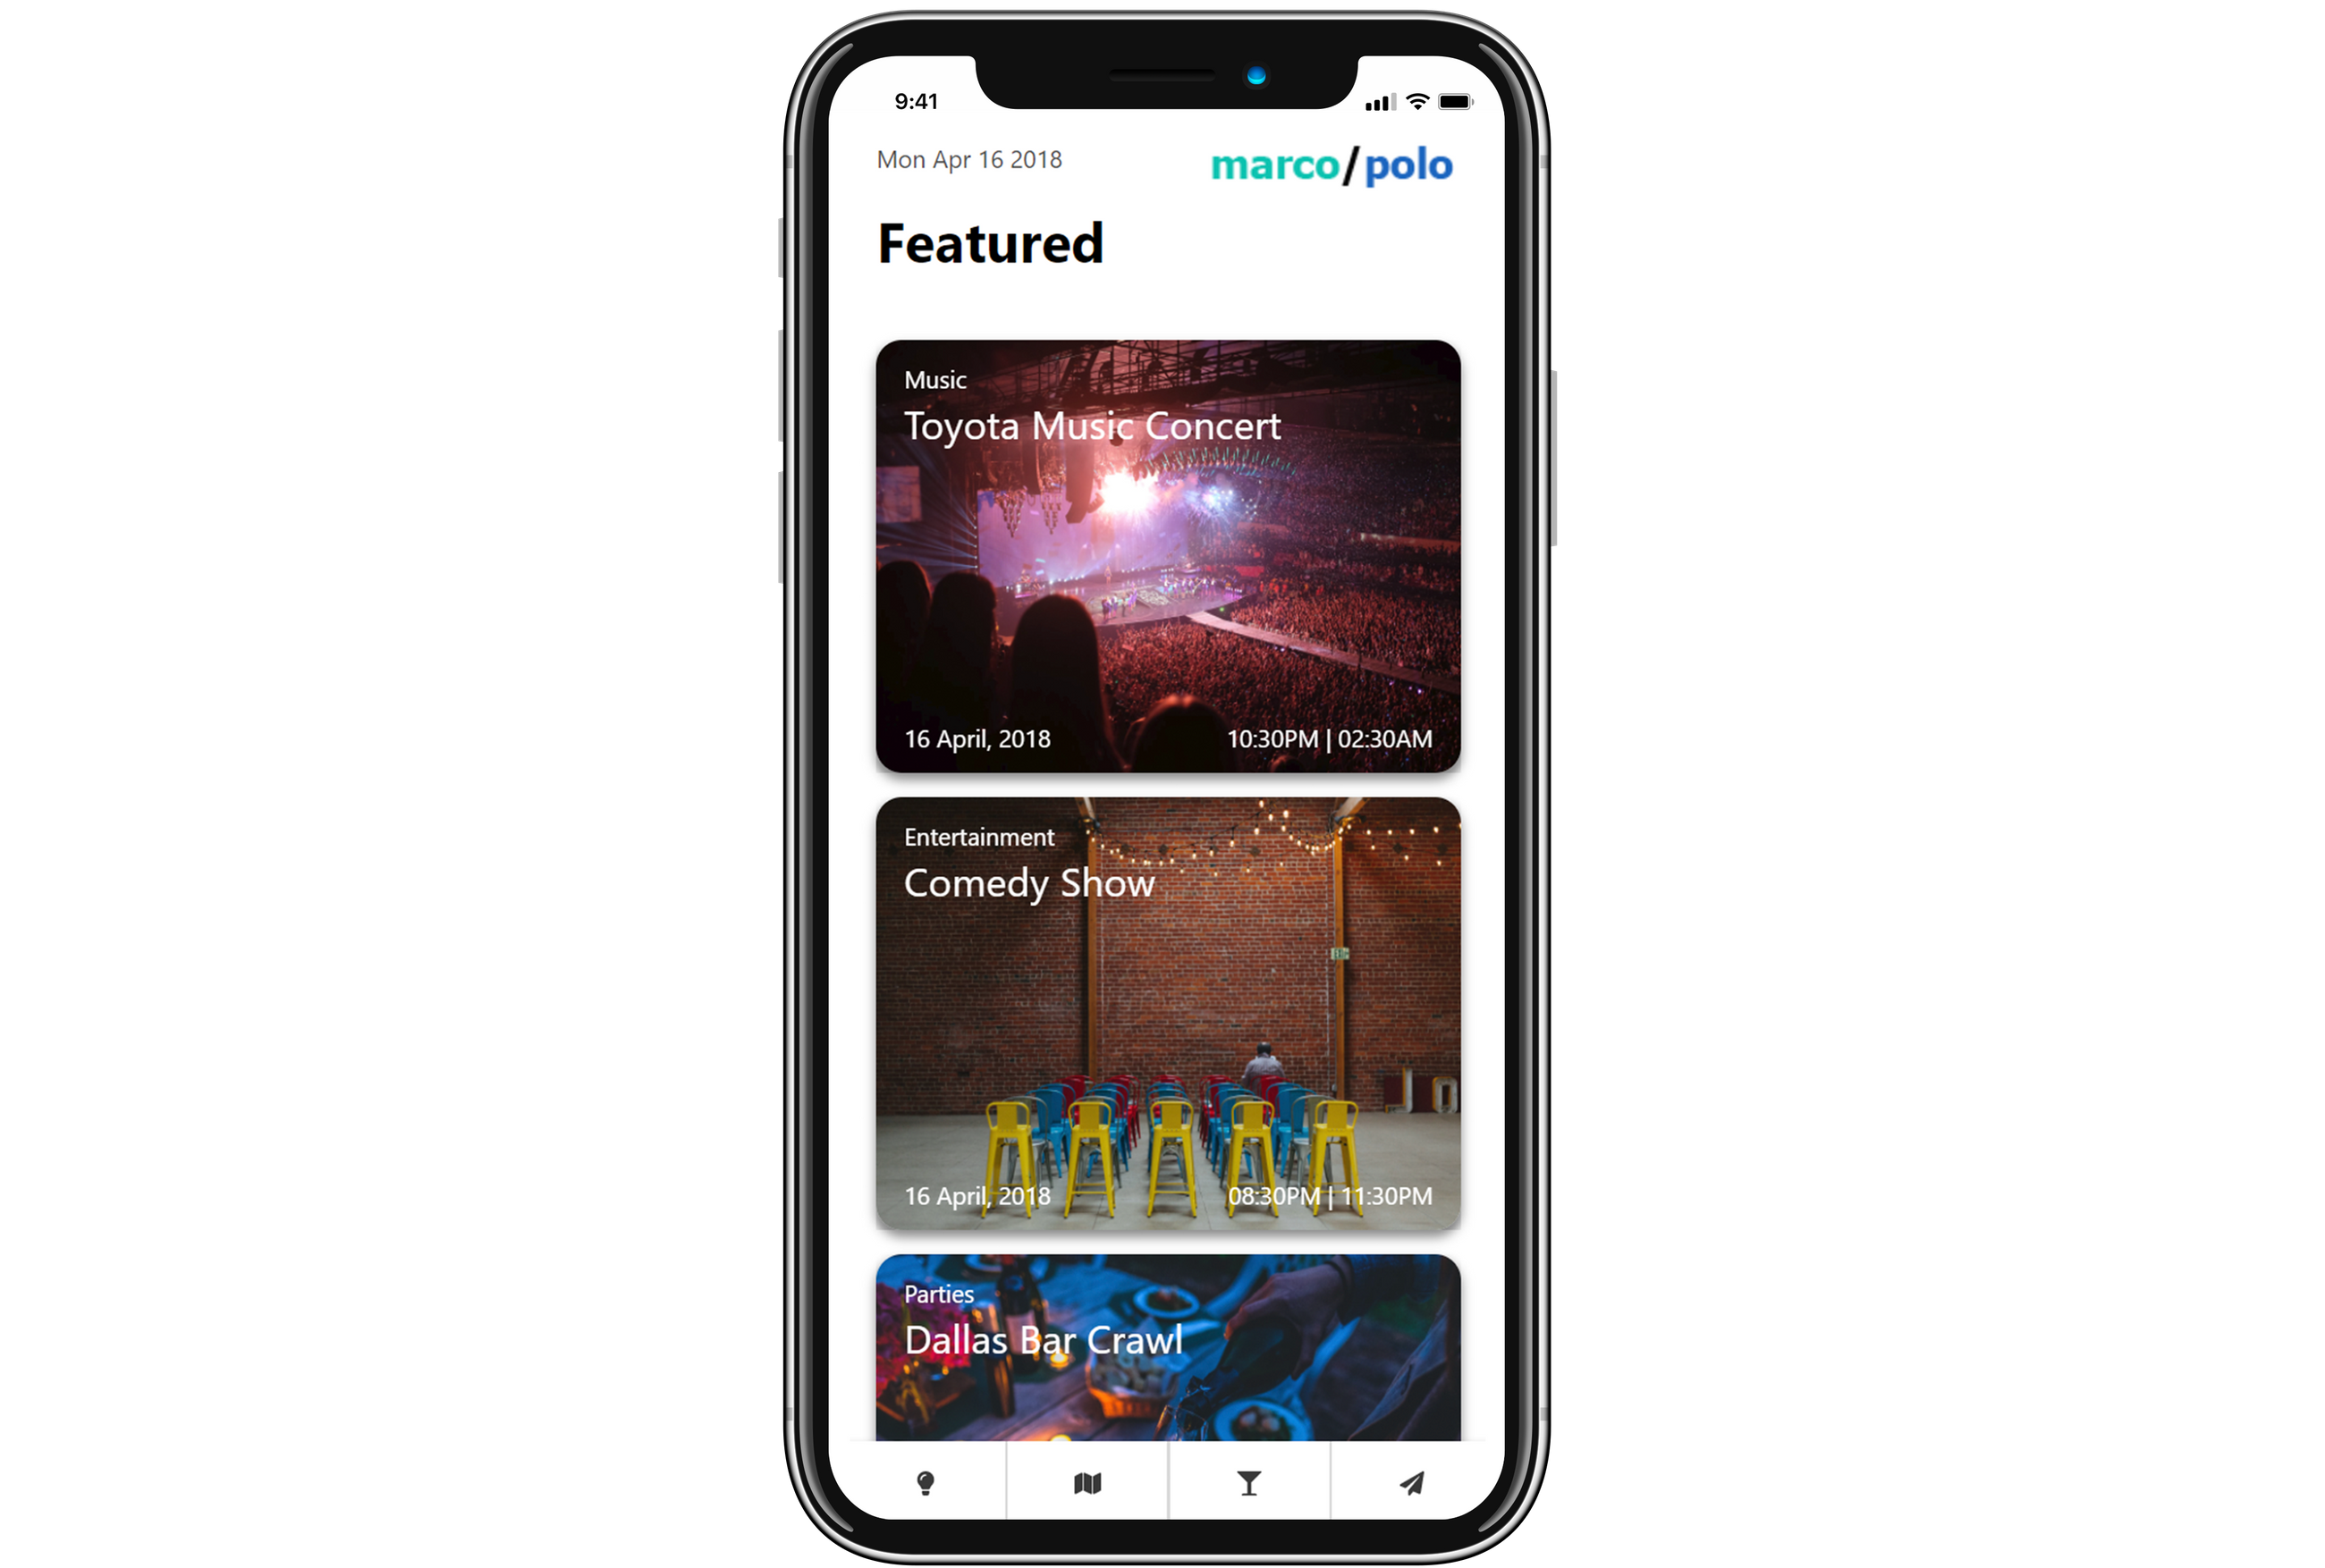 9:41
Mon Apr 16 2018
marco/polo
Featured
Music
Toyota Music Concert
16 April, 2018
10:30PM | 02:30AM
Entertainment
Comedy Show
EXIT
16 April, 2018
08:30PM | 11:30PM
Parties
Dallas Bar Crawl